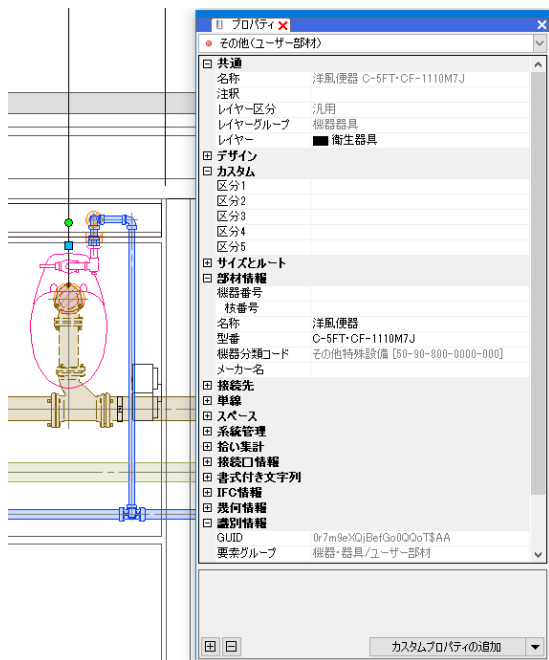 プロパティ
その他(ユーザー部材)
共通
名称 洋風便器 C-5FT・CF-1110M7J
注釈
レイヤー区分 汎用
レイヤーグループ 機器器具
レイヤー 衛生器具
デザイン
カスタム
区分1
区分2
区分3
区分4
区分5
サイズとルート
部材情報
機器番号
枝番号
名称 洋風便器
型番 C-5FT・CF-1110M7J
機器分類コード その他特殊設備 [50-90-800-0000-000]
メーカー名
接続先
単線
スペース
系統管理
拾い集計
接続口情報
書式付き文字列
IFC情報
幾何情報
識別情報
GUID 0r7m9eXQjBefGo0QQoT$AA
要素グループ 機器・器具/ユーザー部材
カスタムプロパティの追加